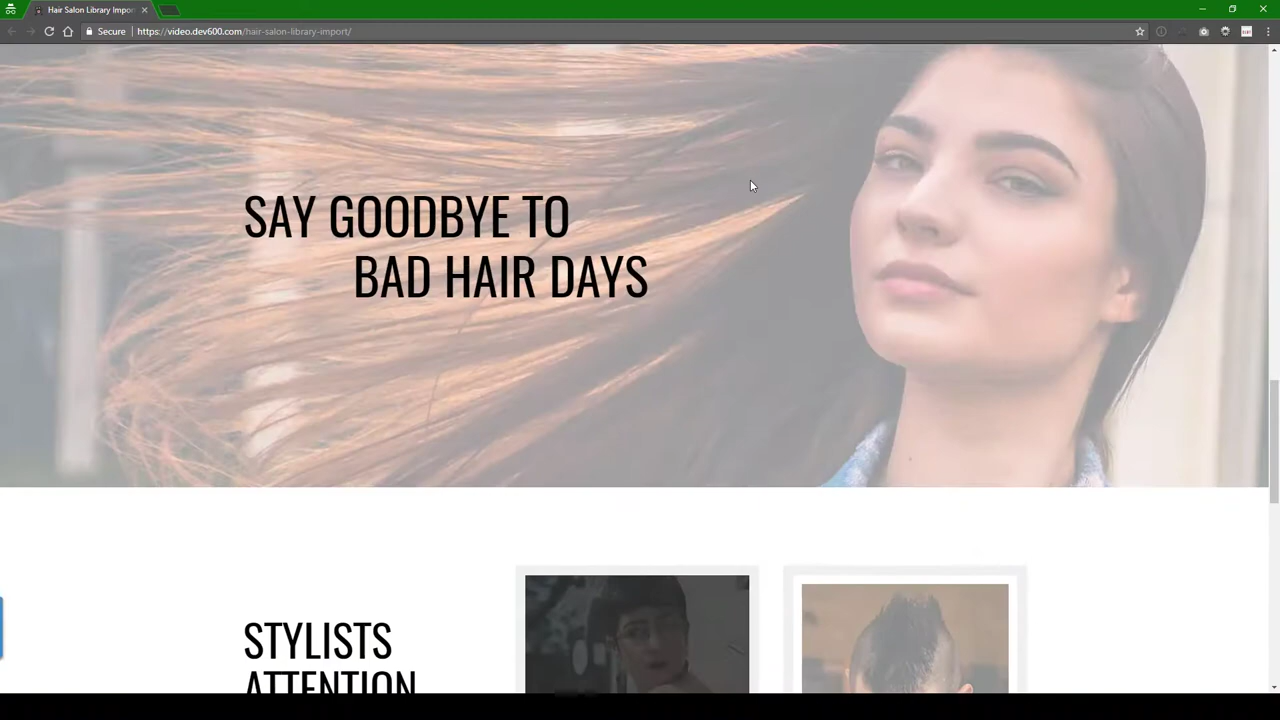 Hair Salon Library Impor
Secure
https://video.dev600.com/hair-salon-library-import/
SAY GOODBYE TO
BAD HAIR DAYS
STYLISTS
ATTENTION